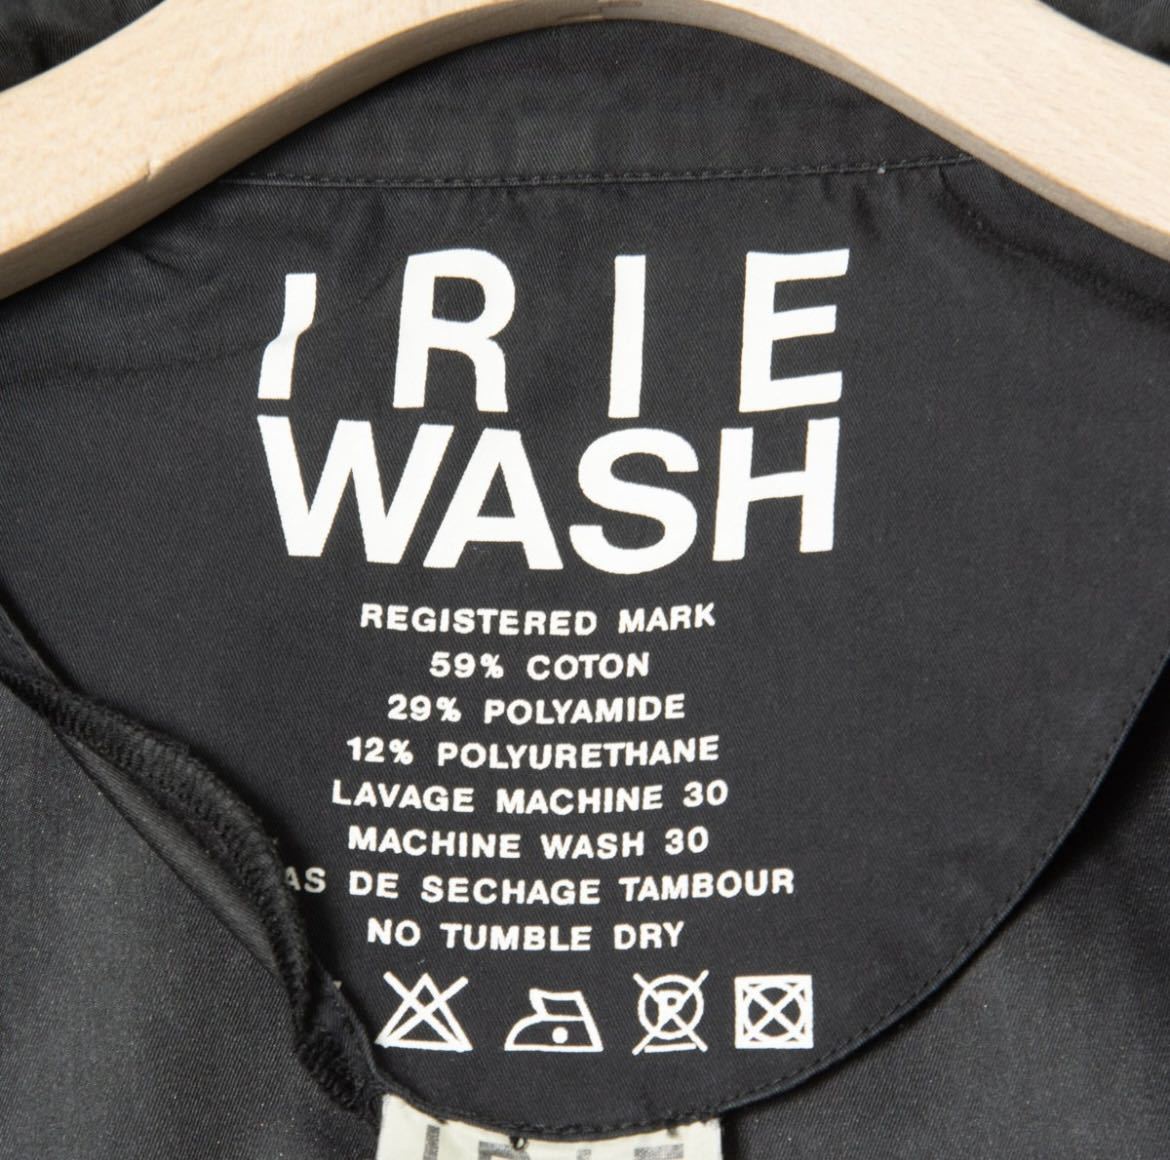 IRIE
WASH
REGISTERED MARK
59% COTON
29% POLYAMIDE
12% POLYURETHANE
LAVAGE MACHINE 30
MACHINE WASH 30
DE SECHAGE TAMBOUR
NO TUMBLE DRY
P